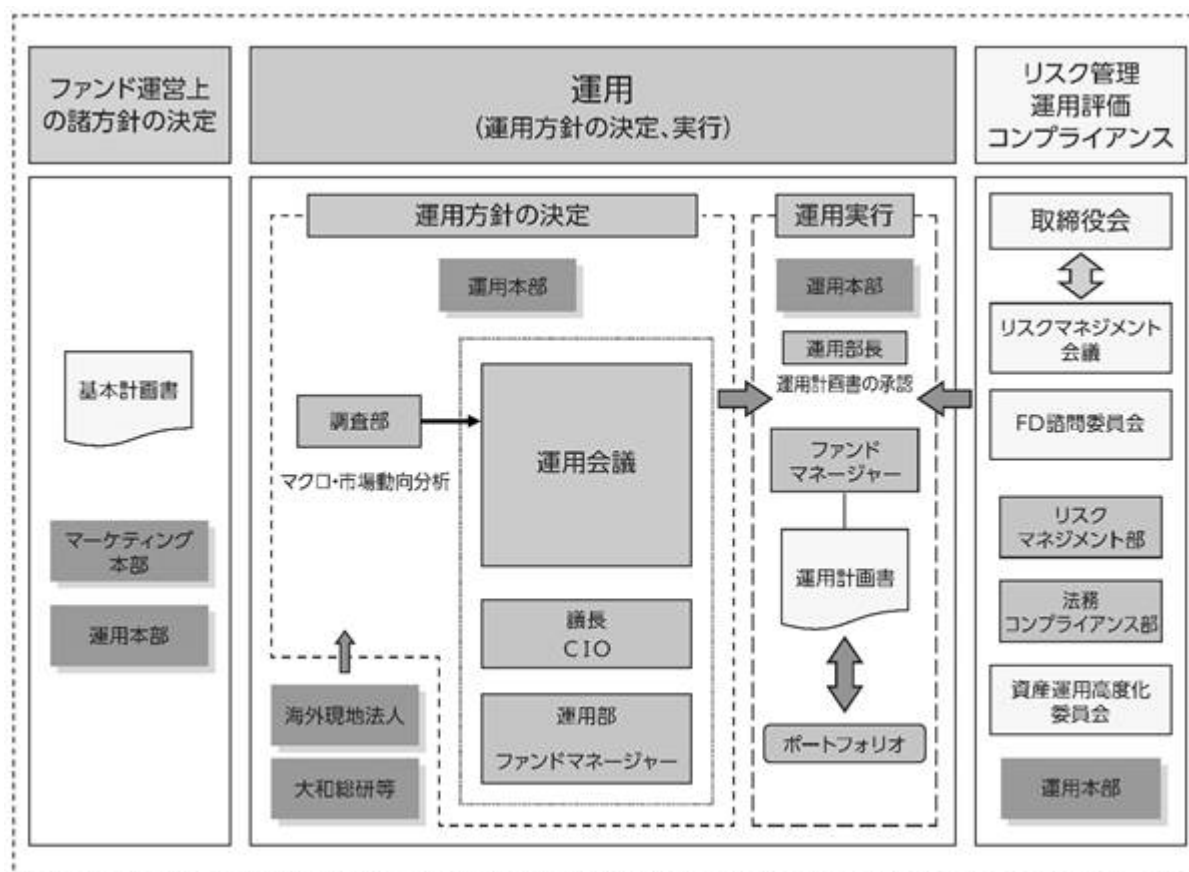 ファンド運営上
の諸方針の決定
基本計画書
マーケティング
本部
運用本部
運用
(運用方針の決定、実行)
運用方針の決定
運用本部
調査部
マクロ・市場動向分析
運用会議
議長
CIO
運用部
ファンドマネージャー
海外現地法人
大和総研等
運用実行
運用本部
運用部長
運用計画書の承認
ファンド
マネージャー
運用計画書
ポートフォリオ
リスク管理
運用評価
コンプライアンス
取締役会
リスクマネジメント
会議
FD諮問委員会
リスク
マネジメント部
法務
コンプライアンス部
資産運用高度化
委員会
運用本部